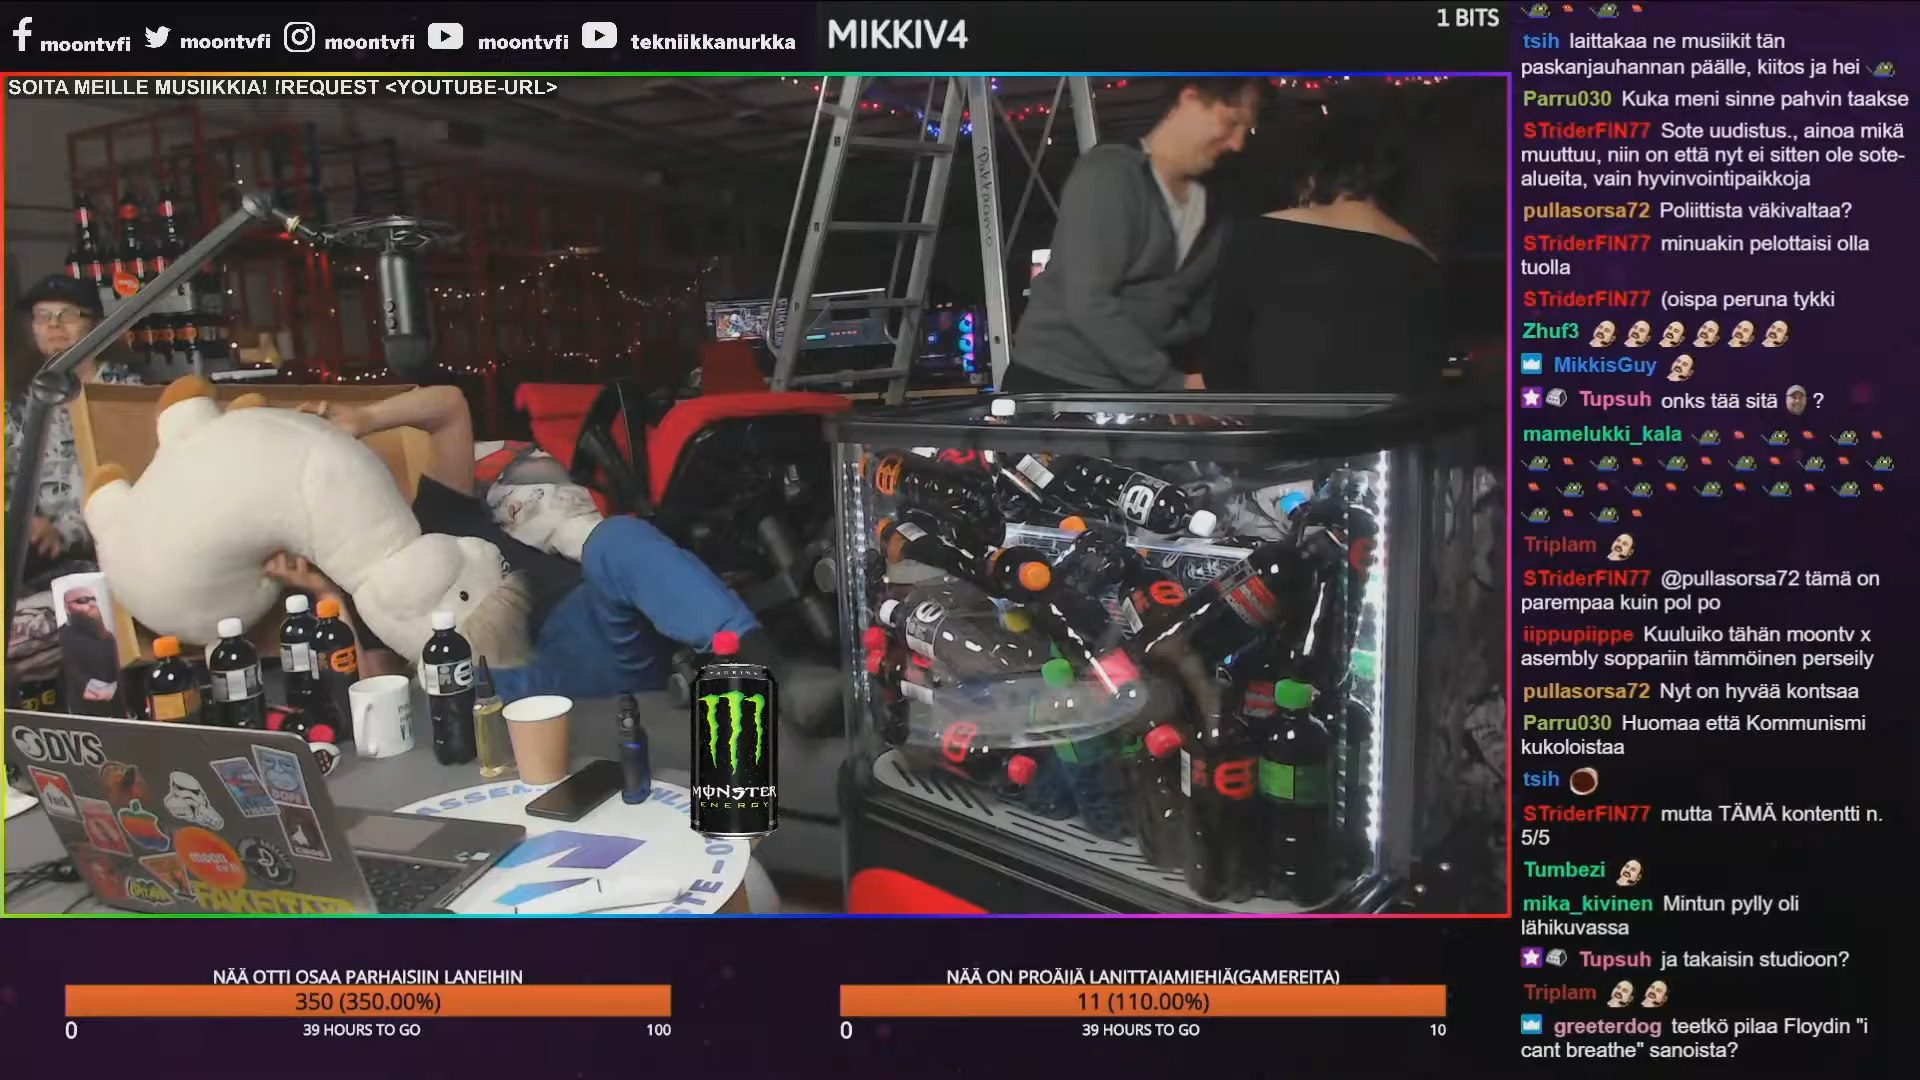 moontvfi moontvfi moontvfi moontvfi tekniikkanurkka
MIKKIV4
1 BITS
SOITA MEILLE MUSIIKKIA! !REQUEST <YOUTUBE-URL>
tsih laittakaa ne musiikit tän
paskanjauhannan päälle, kiitos ja hei
Parru030 Kuka meni sinne pahvin taakse
STriderFIN77 Sote uudistus., ainoa mikä
muuttuu, niin on että nyt ei sitten ole sote-
alueita, vain hyvinvointipaikkoja
pullasorsa72 Poliittista väkivaltaa?
STriderFIN77 minuakin pelottaisi olla
tuolla
STriderFIN77 (oispa peruna tykki
Zhuf3
MikkisGuy
Tupsuh onks tää sitä ?
mamelukki_kala
Triplam
STriderFIN77 @pullasorsa72 tämä on
parempaa kuin pol po
iippupiippe Kuuluiko tähän moontv x
asembly soppariin tämmöinen perseily
pullasorsa72 Nyt on hyvää kontsaa
Parru030 Huomaa että Kommunismi
kukoloistaa
tsih
STriderFIN77 mutta TÄMÄ kontentti n.
5/5
Tumbezi
mika_kivinen Mintun pylly oli
lähikuvassa
Tupsuh ja takaisin studioon?
Triplam
greeterdog teetkö pilaa Floydin "i
cant breathe" sanoista?
DVS
moon
MONSTER
ENERGY
NÄÄ OTTI OSAA PARHAISIIN LANEIHIN
350 (350.00%)
0 39 HOURS TO GO 100
NÄÄ ON PROÄIJÄ LANITTAJAMIEHIÄ(GAMEREITA)
11 (110.00%)
0 39 HOURS TO GO 10